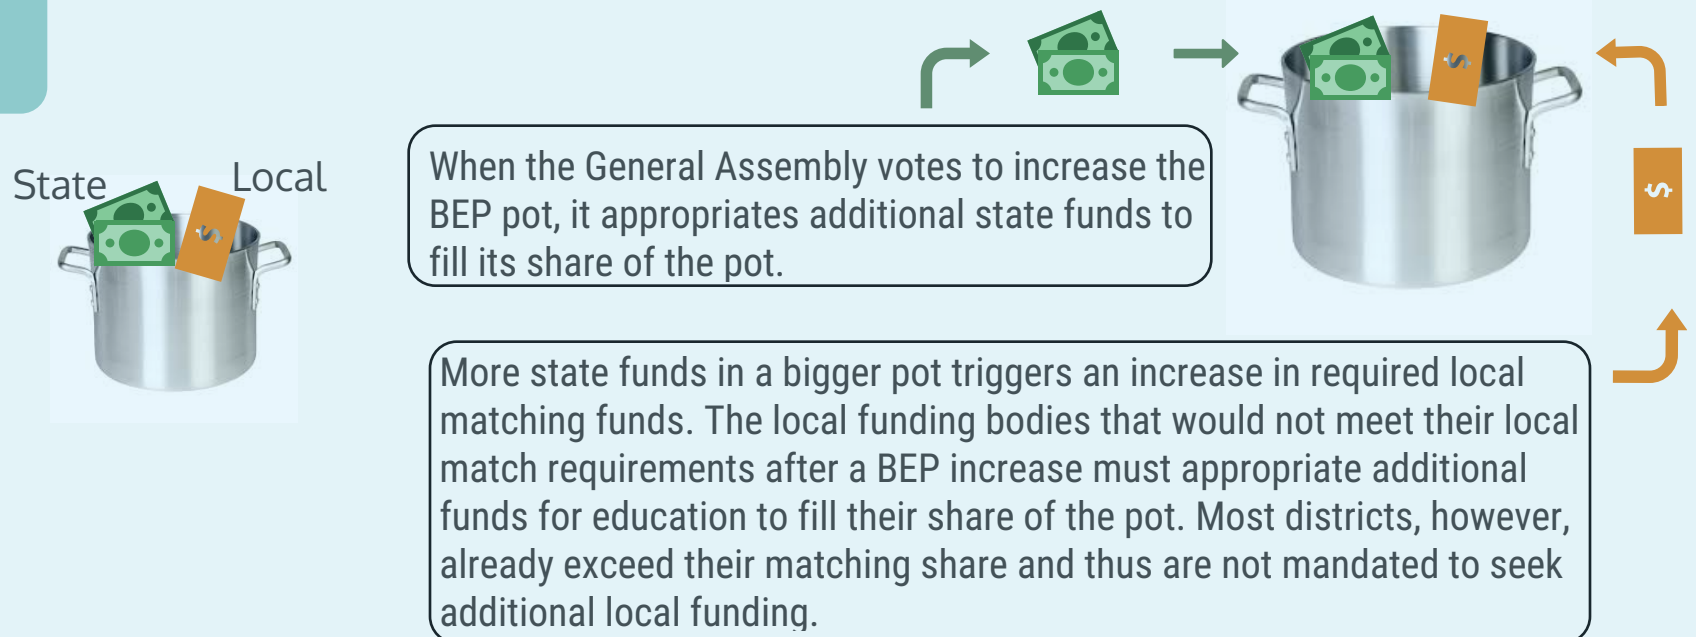 State
Local
When the General Assembly votes to increase the
BEP pot, it appropriates additional state funds to
fill its share of the pot.
$
$
$
More state funds in a bigger pot triggers an increase in required local
matching funds. The local funding bodies that would not meet their local
match requirements after a BEP increase must appropriate additional
funds for education to fill their share of the pot. Most districts, however,
already exceed their matching share and thus are not mandated to seek
additional local funding.